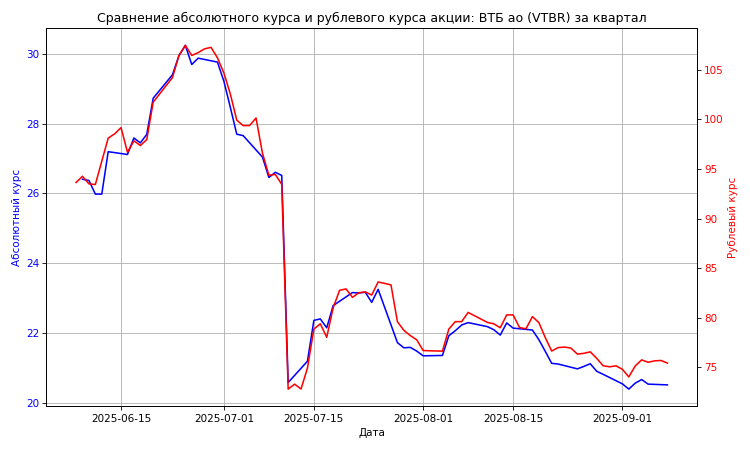 Сравнение абсолютного курса и рублевого курса акции: ВТБ ао (VTBR) за квартал
30
28
26
24
22
20
Абсолютный курс
105
100
95
90
85
80
75
Рублевый курс
2025-06-15 2025-07-01 2025-07-15 2025-08-01 2025-08-15 2025-09-01
Дата